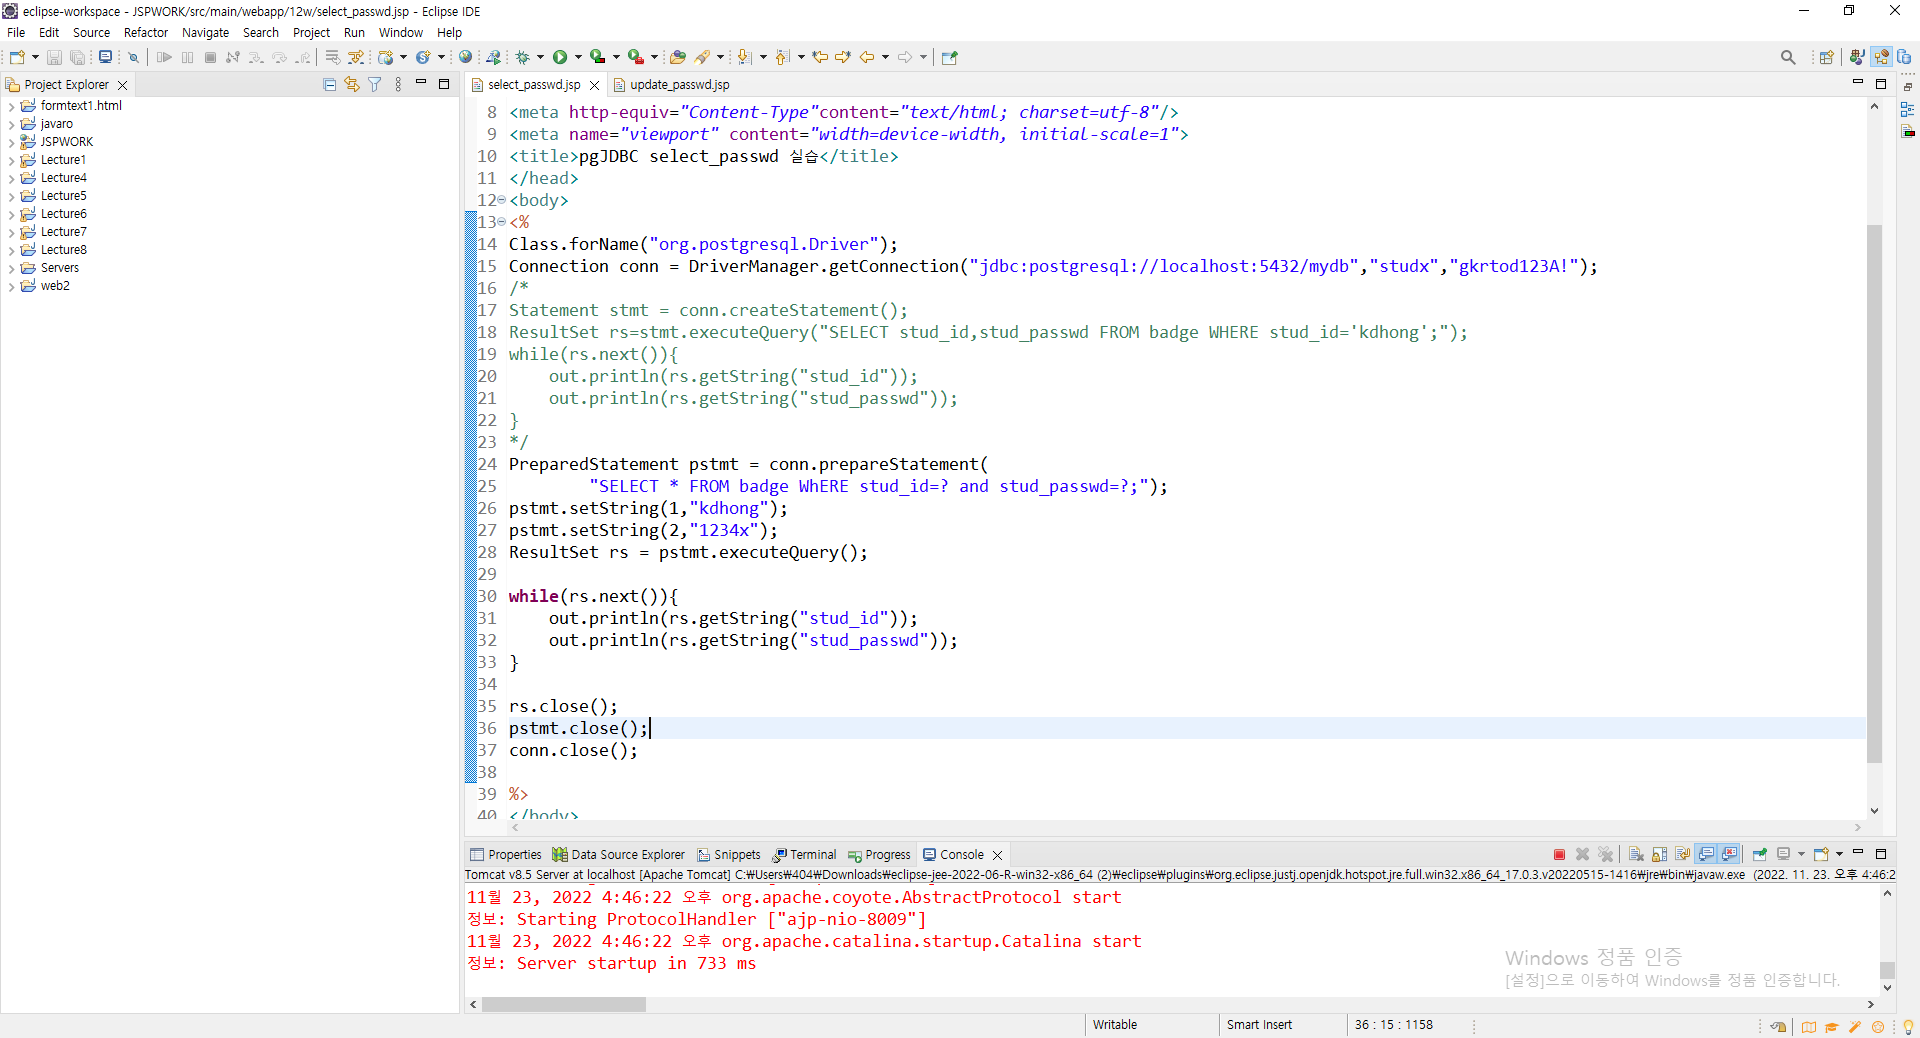 eclipse-workspace - JSPWORK/src/main/webapp/12w/select_passwd.jsp - Eclipse IDE
File Edit Source Refactor Navigate Search Project Run Window Help
Project Explorer
formtext1.html
javaro
JSPWORK
Lecture1
Lecture4
Lecture5
Lecture6
Lecture7
Lecture8
Servers
web2
select_passwd.jsp update_passwd.jsp
8 <meta http-equiv="Content-Type"content="text/html; charset=utf-8"/>
9 <meta name="viewport" content="width=device-width, initial-scale=1">
10 <title>pgJDBC select_passwd 실습</title>
11 </head>
12 <body>
13 <%
14 Class.forName("org.postgresql.Driver");
15 Connection conn = DriverManager.getConnection("jdbc:postgresql://localhost:5432/mydb","studx","gkrtod123A!");
16 /*
17 Statement stmt = conn.createStatement();
18 ResultSet rs=stmt.executeQuery("SELECT stud_id,stud_passwd FROM badge WHERE stud_id='kdhong';");
19 while(rs.next()){
20 out.println(rs.getString("stud_id"));
21 out.println(rs.getString("stud_passwd"));
22 }
23 */
24 PreparedStatement pstmt = conn.prepareStatement(
25 "SELECT * FROM badge WhERE stud_id=? and stud_passwd=?;");
26 pstmt.setString(1,"kdhong");
27 pstmt.setString(2,"1234x");
28 ResultSet rs = pstmt.executeQuery();
29
30 while(rs.next()){
31 out.println(rs.getString("stud_id"));
32 out.println(rs.getString("stud_passwd"));
33 }
34
35 rs.close();
36 pstmt.close();
37 conn.close();
38
39 %>
40 </body>
Properties Data Source Explorer Snippets Terminal Progress Console
Tomcat v8.5 Server at localhost [Apache Tomcat] C:₩Users₩404₩Downloads₩eclipse-jee-2022-06-R-win32-x86_64 (2)₩eclipse₩plugins₩org.eclipse.justj.openjdk.hotspot.jre.full.win32.x86_64_17.0.3.v20220515-1416₩jre₩bin₩javaw.exe (2022. 11. 23. 오후 4:46:2
11월 23, 2022 4:46:22 오후 org.apache.coyote.AbstractProtocol start
정보: Starting ProtocolHandler ["ajp-nio-8009"]
11월 23, 2022 4:46:22 오후 org.apache.catalina.startup.Catalina start
정보: Server startup in 733 ms
Windows 정품 인증
[설정]으로 이동하여 Windows를 정품 인증합니다.
Writable Smart Insert 36 : 15 : 1158